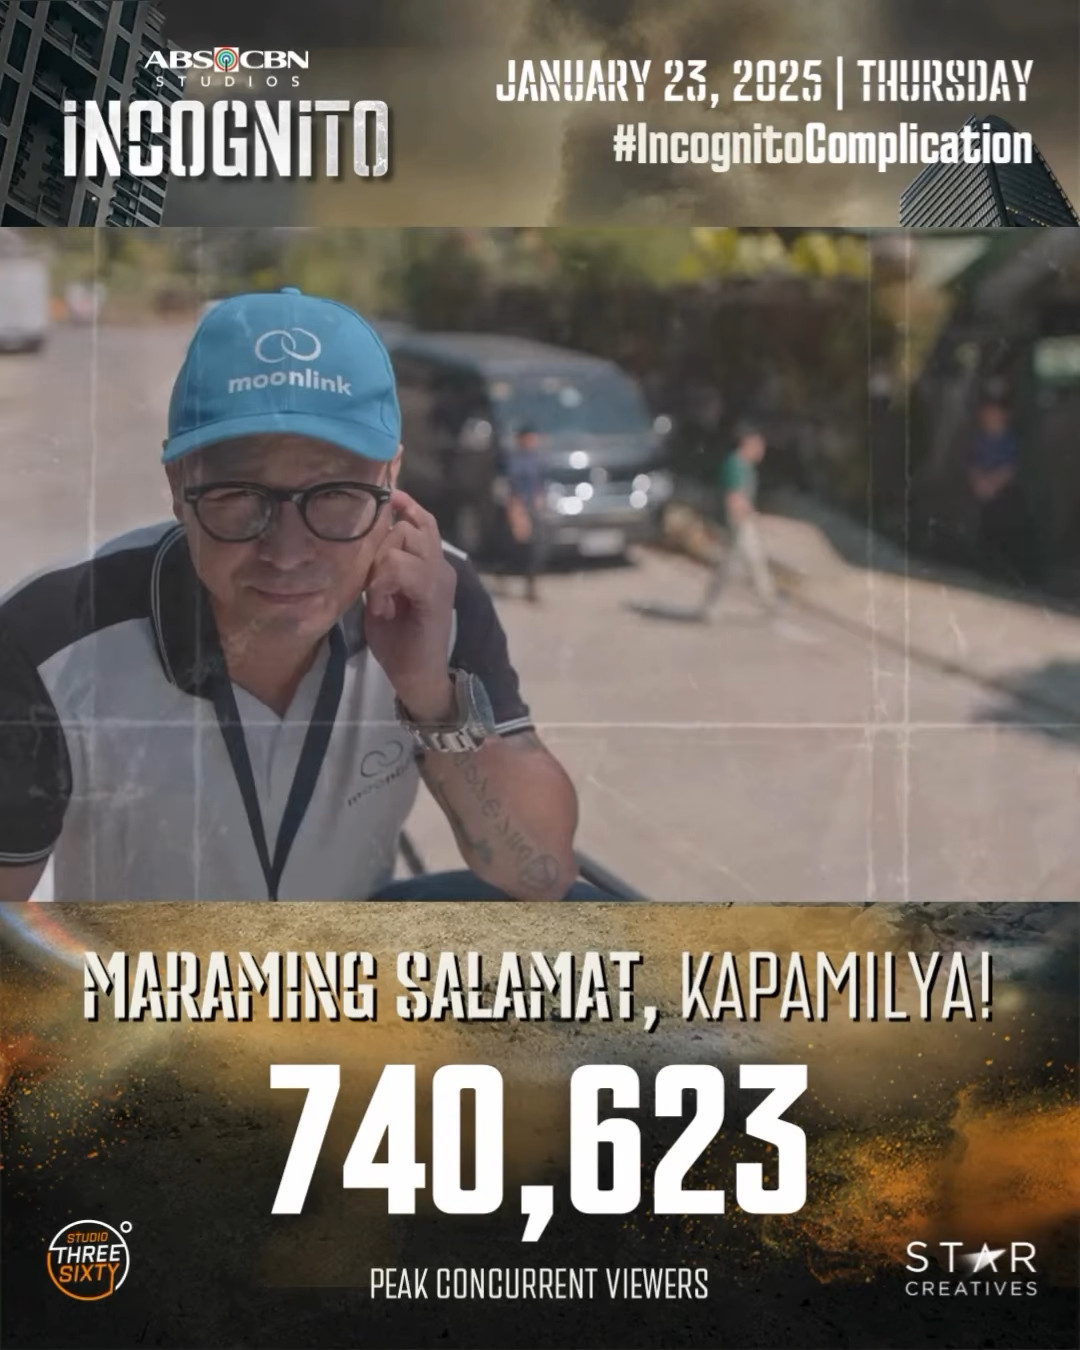 ABS CBN
STUDIOS
iNCOGNiTO
JANUARY 23, 2025 | THURSDAY
#IncognitoComplication
moonlink
MARAMING SALAMAT, KAPAMILYA!
740,623
PEAK CONCURRENT VIEWERS
STUDIO
THREE
SIXTY
STAR
CREATIVES